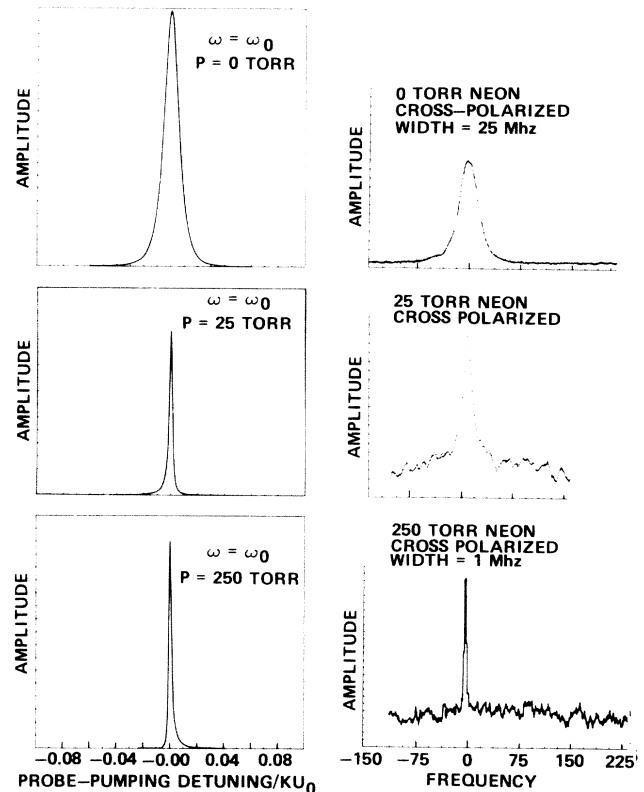 ω = ω0
P = 0 TORR
AMPLITUDE
0 TORR NEON
CROSS-POLARIZED
WIDTH = 25 Mhz
AMPLITUDE
ω = ω0
P = 25 TORR
AMPLITUDE
25 TORR NEON
CROSS POLARIZED
AMPLITUDE
ω = ω0
P = 250 TORR
AMPLITUDE
250 TORR NEON
CROSS POLARIZED
WIDTH = 1 Mhz
AMPLITUDE
-0.08 -0.04 -0.00 0.04 0.08
PROBE-PUMPING DETUNING/KU0
-150 -75 0 75 150 225
FREQUENCY